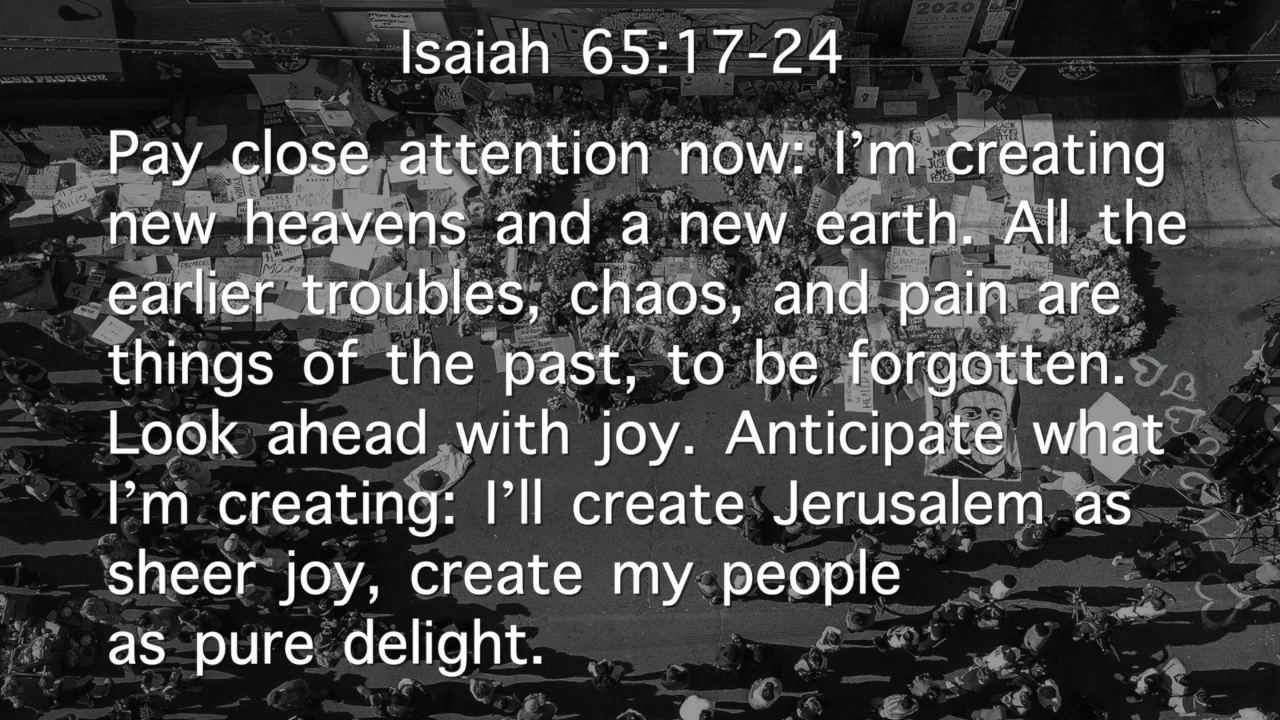 Isaiah 65:17-24
Pay close attention now: I’m creating
new heavens and a new earth. All the
earlier troubles, chaos, and pain are
things of the past, to be forgotten.
Look ahead with joy. Anticipate what
I’m creating: I’ll create Jerusalem as
sheer joy, create my people
as pure delight.
2020